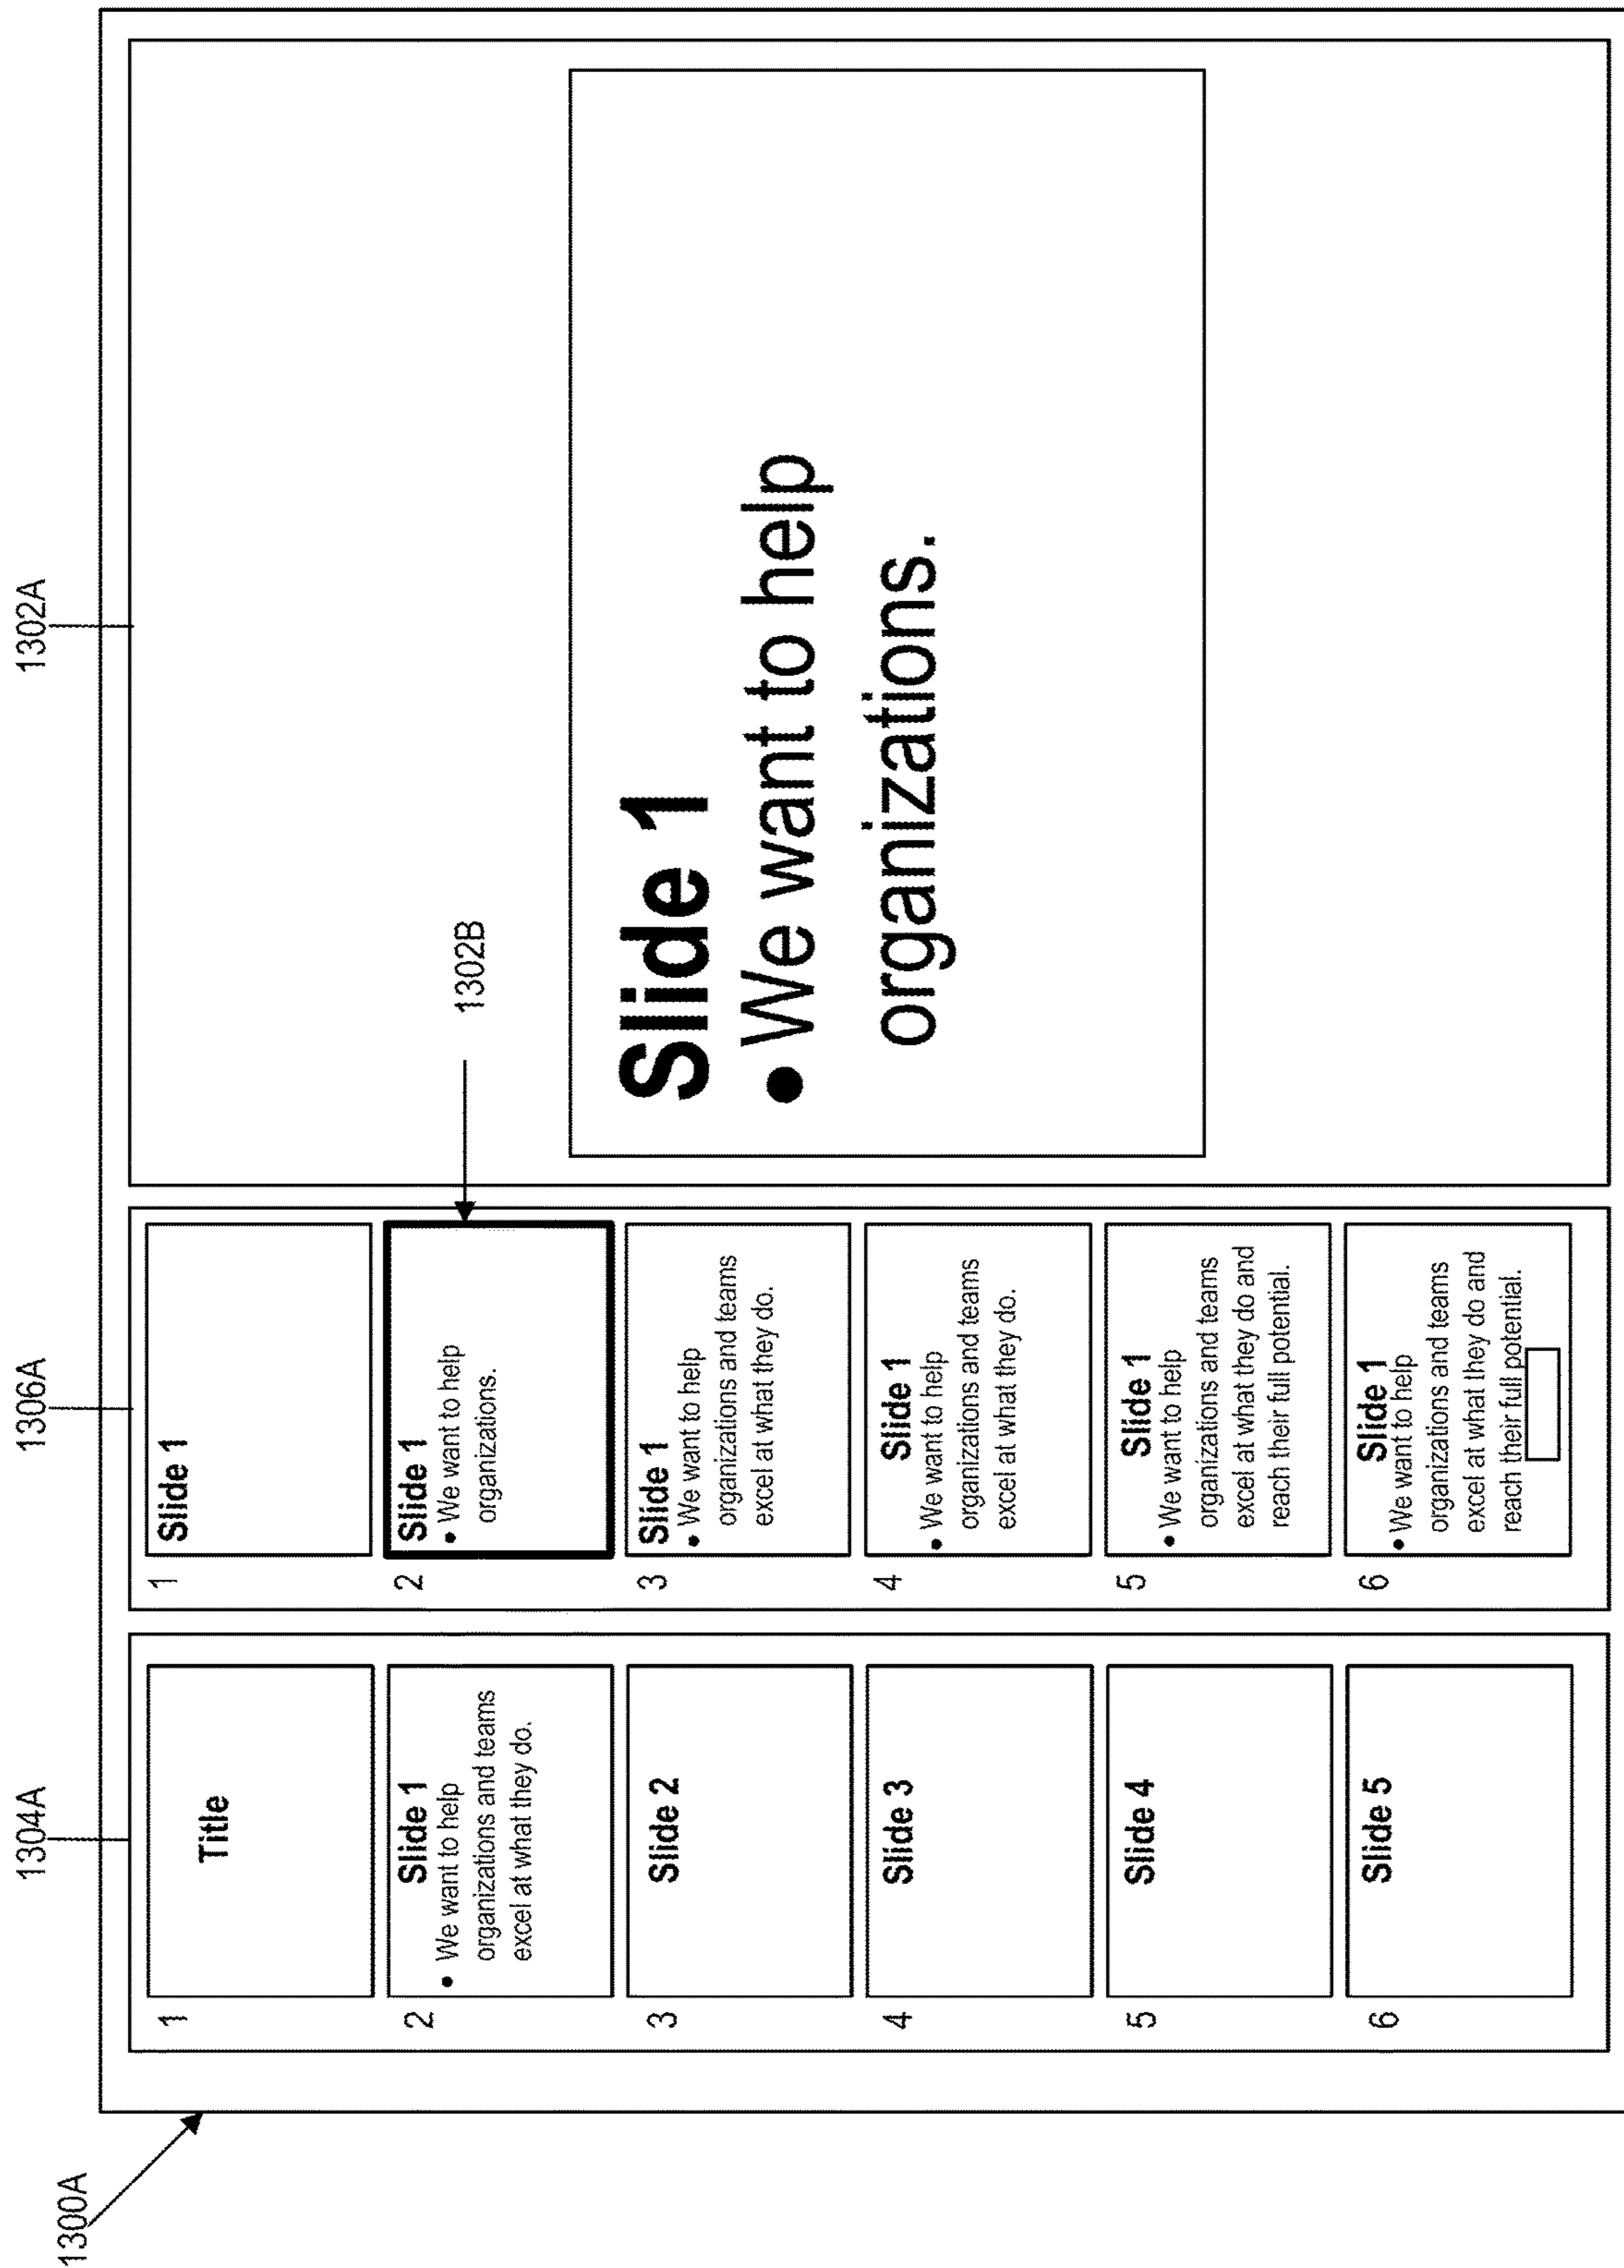 1300A
1304A
1306A
1302A
1
Title
2
Slide 1
• We want to help
organizations and teams
excel at what they do.
3
Slide 2
4
Slide 3
5
Slide 4
6
Slide 5
1
Slide 1
2
Slide 1
• We want to help
organizations.
1302B
3
Slide 1
• We want to help
organizations and teams
excel at what they do.
4
Slide 1
• We want to help
organizations and teams
excel at what they do.
5
Slide 1
• We want to help
organizations and teams
excel at what they do and
reach their full potential.
6
Slide 1
• We want to help
organizations and teams
excel at what they do and
reach their full potential.
Slide 1
• We want to help
organizations.